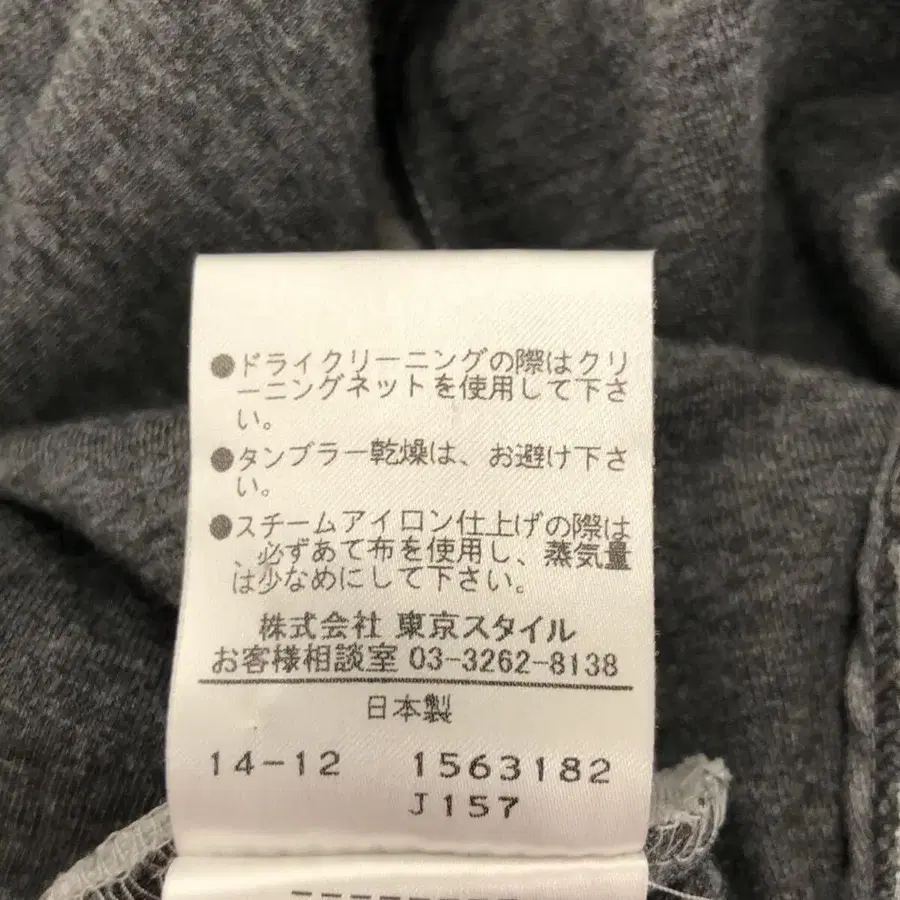 ●ドライクリーニングの際はクリ
ーニングネットを使用して下さ
い。
●タンブラー乾燥は、お避け下さ
い。
●スチームアイロン仕上げの際は
、必ずあて布を使用し、蒸気量
は少なめにして下さい。
株式会社 東京スタイル
お客様相談室 03-3262-8138
日本製
14-12 1563182
J157